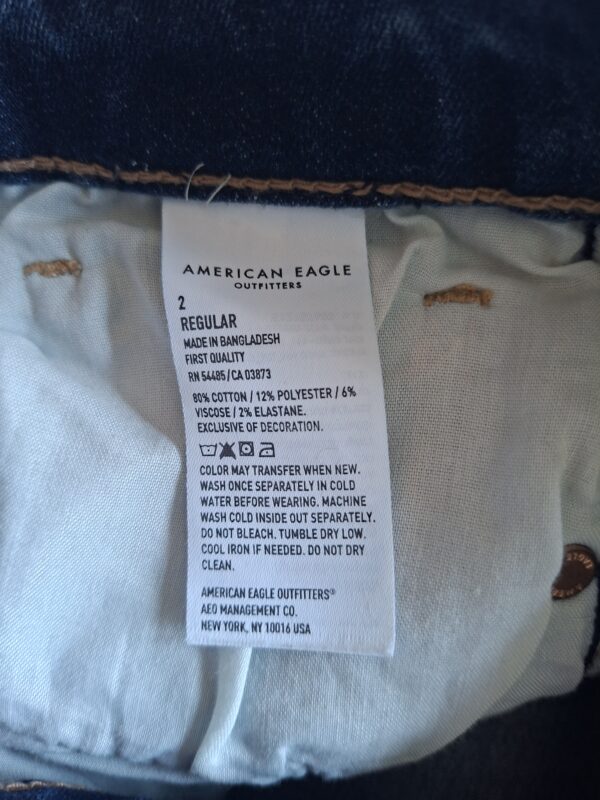 AMERICAN EAGLE
OUTFITTERS
2
REGULAR
MADE IN BANGLADESH
FIRST QUALITY
RN 54485/CA 03873
80% COTTON / 12% POLYESTER / 6%
VISCOSE / 2% ELASTANE.
EXCLUSIVE OF DECORATION.
COLOR MAY TRANSFER WHEN NEW.
WASH ONCE SEPARATELY IN COLD
WATER BEFORE WEARING. MACHINE
WASH COLD INSIDE OUT SEPARATELY.
DO NOT BLEACH. TUMBLE DRY LOW.
COOL IRON IF NEEDED. DO NOT DRY
CLEAN.
AMERICAN EAGLE OUTFITTERS®
AEO MANAGEMENT CO.
NEW YORK, NY 10016 USA